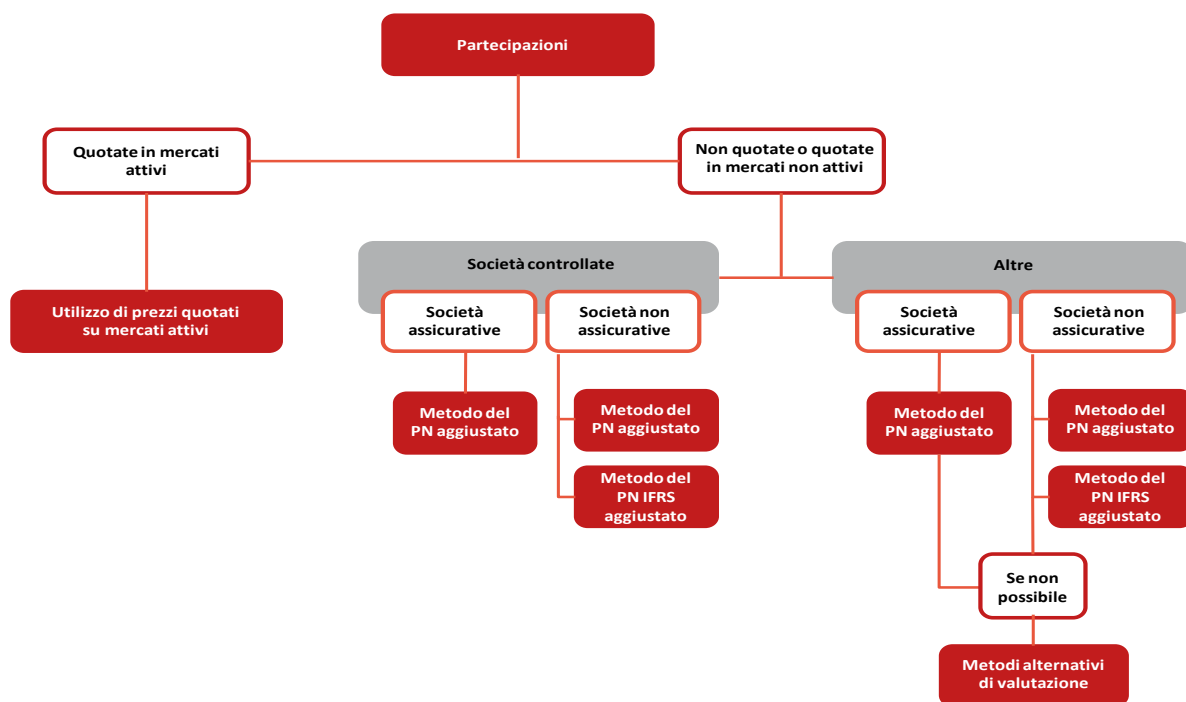 Partecipazioni
Quotate in mercati
attivi
Non quotate o quotate
in mercati non attivi
Utilizzo di prezzi quotati
su mercati attivi
Società controllate
Altre
Società
assicurative
Società non
assicurative
Società
assicurative
Società non
assicurative
Metodo del
PN aggiustato
Metodo del
PN aggiustato
Metodo del
PN aggiustato
Metodo del
PN aggiustato
Metodo del
PN IFRS
aggiustato
Metodo del
PN IFRS
aggiustato
Se non
possibile
Metodi alternativi
di valutazione